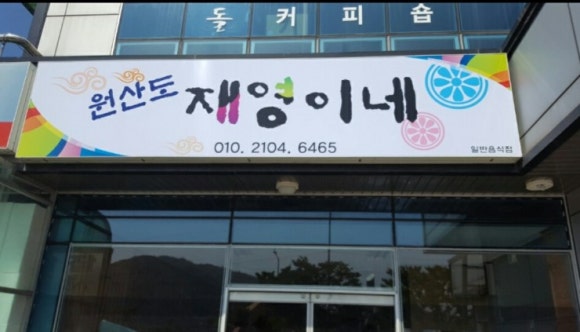 돌커피숍
원산도 재영이네
010. 2104. 6465
일반음식점